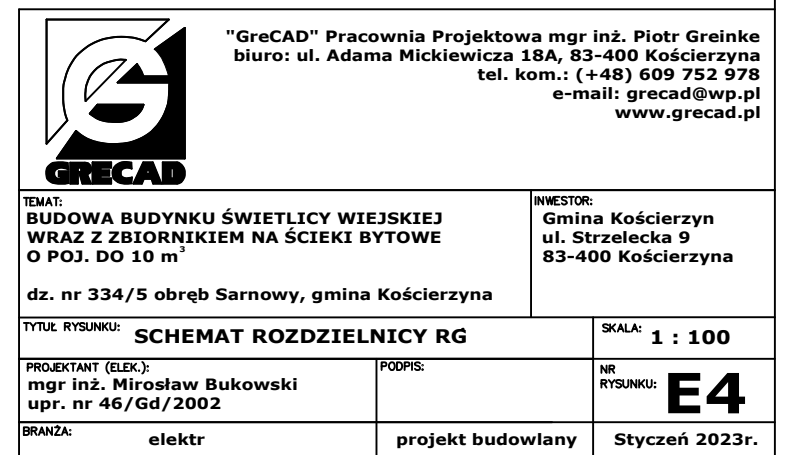 "GreCAD" Pracownia Projektowa mgr inż. Piotr Greinke
biuro: ul. Adama Mickiewicza 18A, 83-400 Kościerzyna
tel. kom.: (+48) 609 752 978
e-mail: grecad@wp.pl
www.grecad.pl
GRECAD
TEMAT:
BUDOWA BUDYNKU ŚWIETLICY WIEJSKIEJ
WRAZ Z ZBIORNIKIEM NA ŚCIEKI BYTOWE
O POJ. DO 10 m³
dz. nr 334/5 obręb Sarnowy, gmina Kościerzyna
INWESTOR:
Gmina Kościerzyn
ul. Strzelecka 9
83-400 Kościerzyna
TYTUŁ RYSUNKU: SCHEMAT ROZDZIELNICY RG
SKALA: 1 : 100
PROJEKTANT (ELEK.):
mgr inż. Mirosław Bukowski
upr. nr 46/Gd/2002
PODPIS:
NR
RYSUNKU: E4
BRANŻA: elektr
projekt budowlany
Styczeń 2023r.